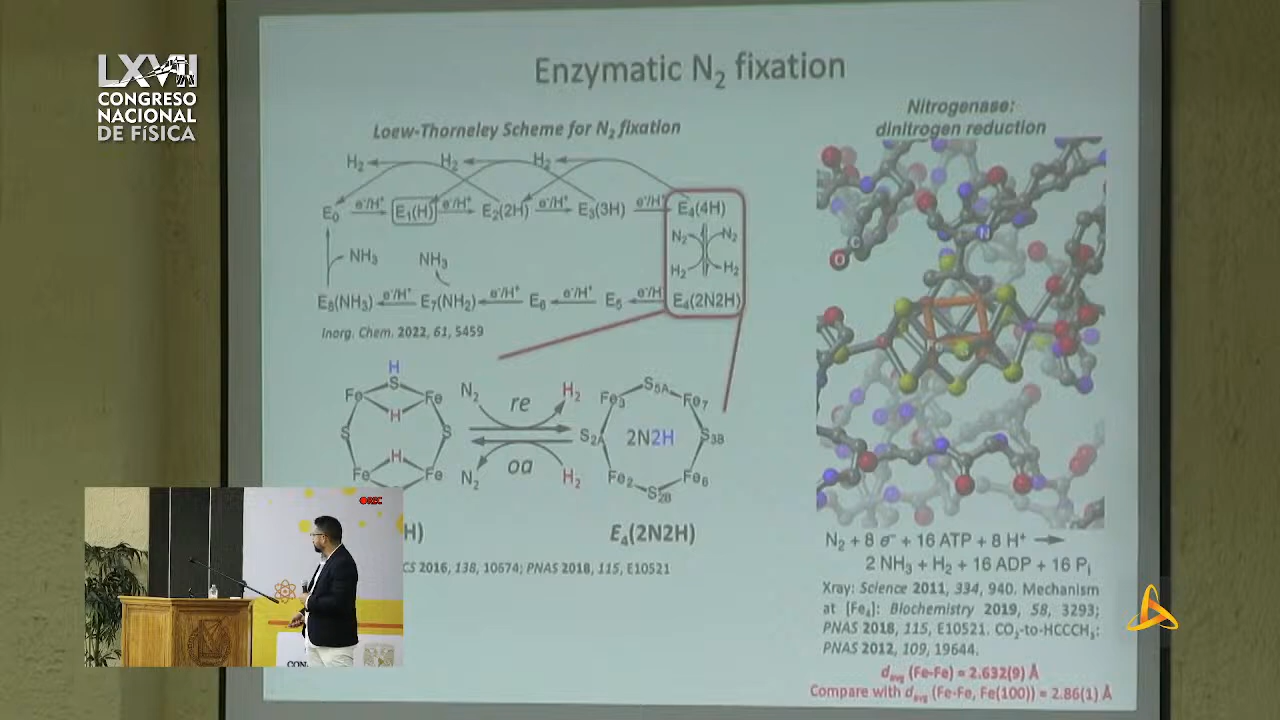 LXVII
CONGRESO
NACIONAL
DE FÍSICA
Enzymatic N₂ fixation
Loew-Thorneley Scheme for N₂ fixation
H₂ H₂ H₂
E₀ e⁻/H⁺ E₁(H) e⁻/H⁺ E₂(2H) e⁻/H⁺ E₃(3H) e⁻/H⁺ E₄(4H)
N₂ N₂
H₂ H₂
NH₃ NH₃
E₈(NH₃) e⁻/H⁺ E₇(NH₂) e⁻/H⁺ E₆ e⁻/H⁺ E₅ e⁻/H⁺ E₄(2N2H)
Inorg. Chem. 2022, 61, 5459
H
S
Fe Fe
H
S S
H
Fe Fe
N₂ re H₂
N₂ oa H₂
S5A
Fe3 Fe7
S2A 2N2H S3B
Fe2 Fe6
S2B
H)
E₄(2N2H)
CS 2016, 138, 10674; PNAS 2018, 115, E10521
Nitrogenase:
dinitrogen reduction
N
C
O
Fe
N₂ + 8 e⁻ + 16 ATP + 8 H⁺ →
2 NH₃ + H₂ + 16 ADP + 16 Pᵢ
Xray: Science 2011, 334, 940. Mechanism
at [Fe₄]: Biochemistry 2019, 58, 3293;
PNAS 2018, 115, E10521. CO₂-to-HCCCH₃:
PNAS 2012, 109, 19644.
d avg (Fe-Fe) = 2.632(9) Å
Compare with d avg (Fe-Fe, Fe(100)) = 2.86(1) Å
REC